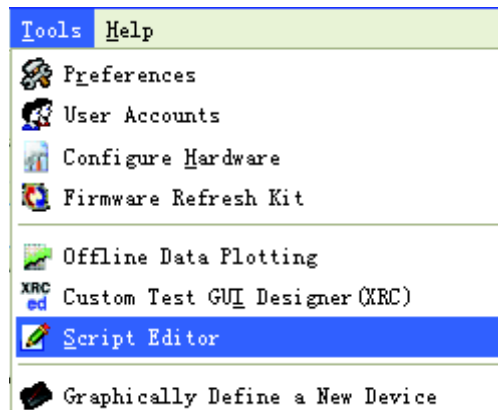 Tools Help
Preferences
User Accounts
Configure Hardware
Firmware Refresh Kit
Offline Data Plotting
XRC
ed Custom Test GUI Designer(XRC)
Script Editor
Graphically Define a New Device